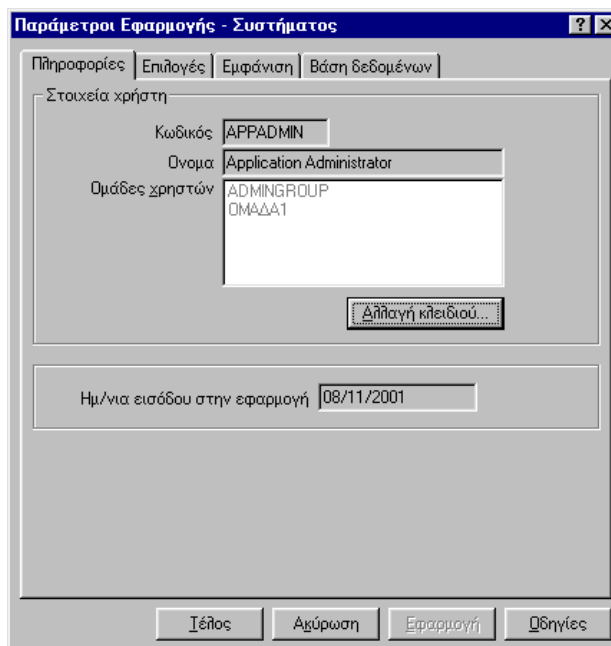 Παράμετροι Εφαρμογής - Συστήματος
Πληροφορίες Επιλογές Εμφάνιση Βάση δεδομένων
Στοιχεία χρήστη
Κωδικός APPADMIN
Ονομα Application Administrator
Ομάδες χρηστών ADMINGROUP
ΟΜΑΔΑ1
Αλλαγή κλειδιού...
Ημ/νια εισόδου στην εφαρμογή 08/11/2001
Τέλος Ακύρωση Εφαρμογή Οδηγίες